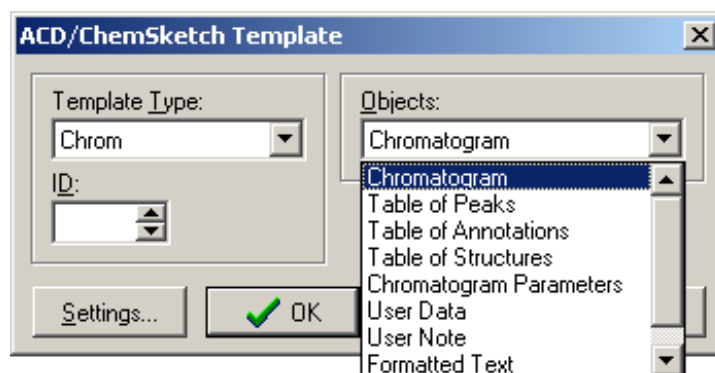 ACD/ChemSketch Template
Template Type:
Chrom
ID:
Objects:
Chromatogram
Chromatogram
Table of Peaks
Table of Annotations
Table of Structures
Chromatogram Parameters
User Data
User Note
Formatted Text
Settings...
OK